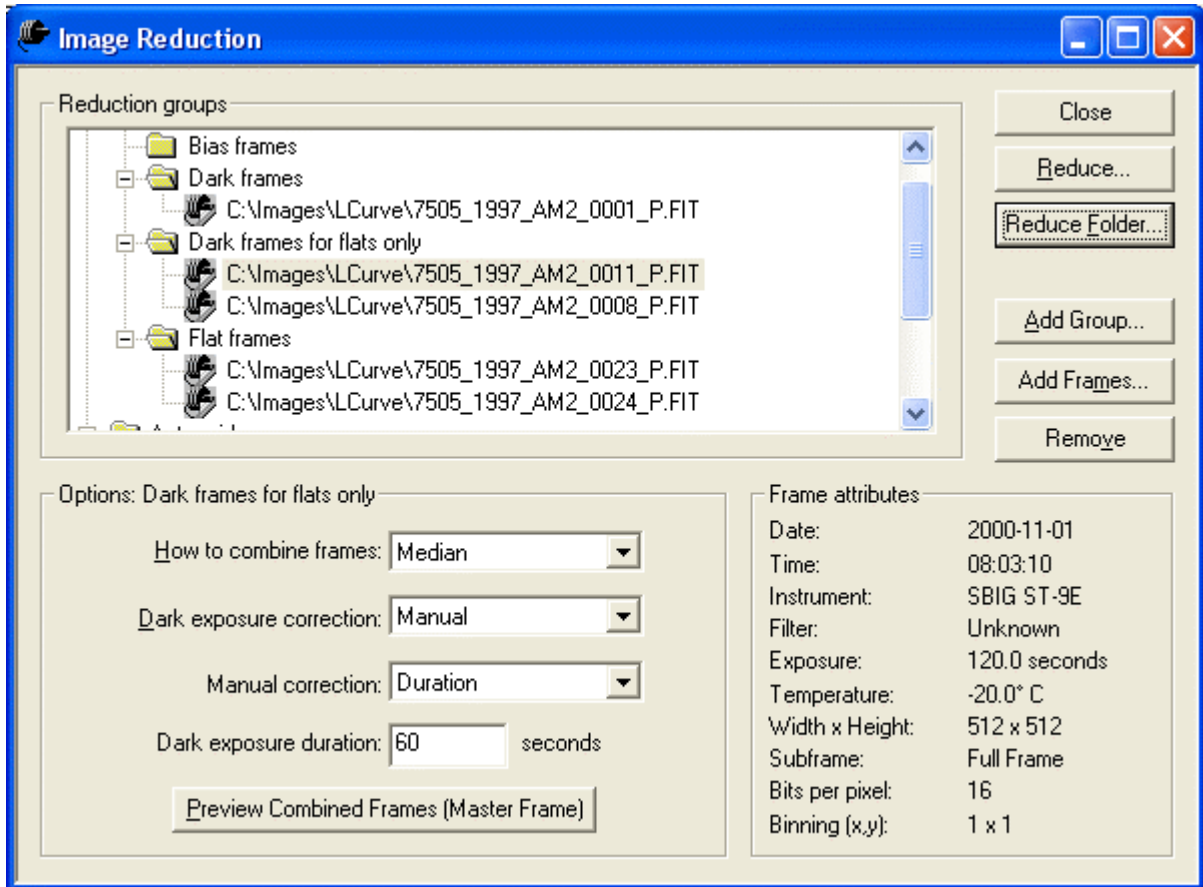 Image Reduction
Reduction groups
Bias frames
Dark frames
C:\Images\LCurve\7505_1997_AM2_0001_P.FIT
Dark frames for flats only
C:\Images\LCurve\7505_1997_AM2_0011_P.FIT
C:\Images\LCurve\7505_1997_AM2_0008_P.FIT
Flat frames
C:\Images\LCurve\7505_1997_AM2_0023_P.FIT
C:\Images\LCurve\7505_1997_AM2_0024_P.FIT
Close
Reduce...
Reduce Folder...
Add Group...
Add Frames...
Remove
Options: Dark frames for flats only
How to combine frames: Median
Dark exposure correction: Manual
Manual correction: Duration
Dark exposure duration: 60 seconds
Preview Combined Frames (Master Frame)
Frame attributes
Date: 2000-11-01
Time: 08:03:10
Instrument: SBIG ST-9E
Filter: Unknown
Exposure: 120.0 seconds
Temperature: -20.0° C
Width x Height: 512 x 512
Subframe: Full Frame
Bits per pixel: 16
Binning (x,y): 1 x 1